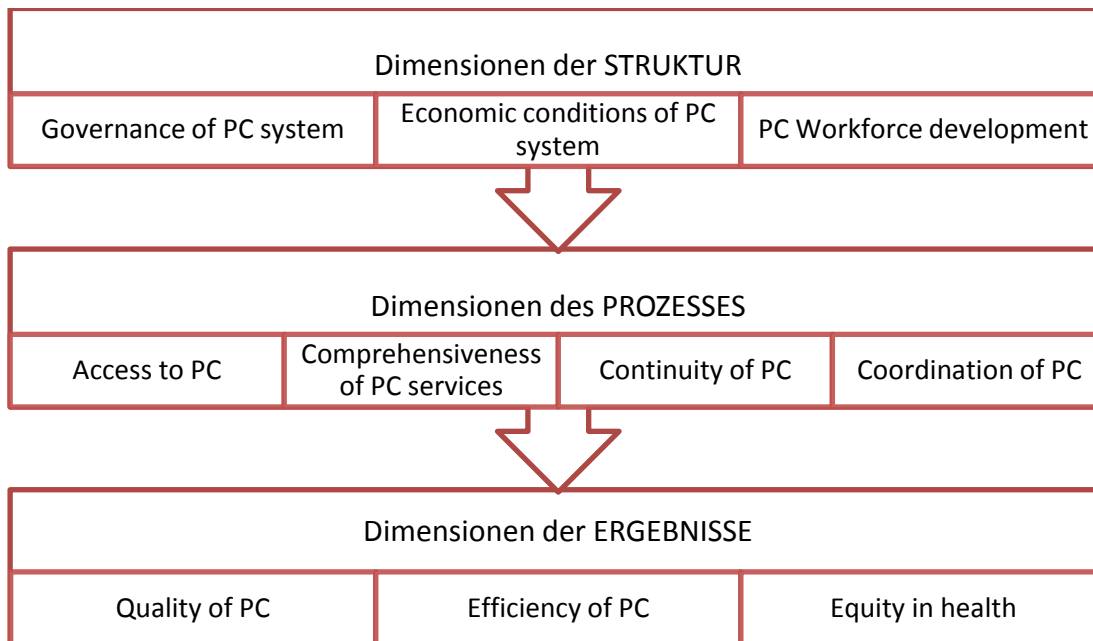 Dimensionen der STRUKTUR
Governance of PC system
Economic conditions of PC
system
PC Workforce development
Dimensionen des PROZESSES
Access to PC
Comprehensiveness
of PC services
Continuity of PC
Coordination of PC
Dimensionen der ERGEBNISSE
Quality of PC
Efficiency of PC
Equity in health